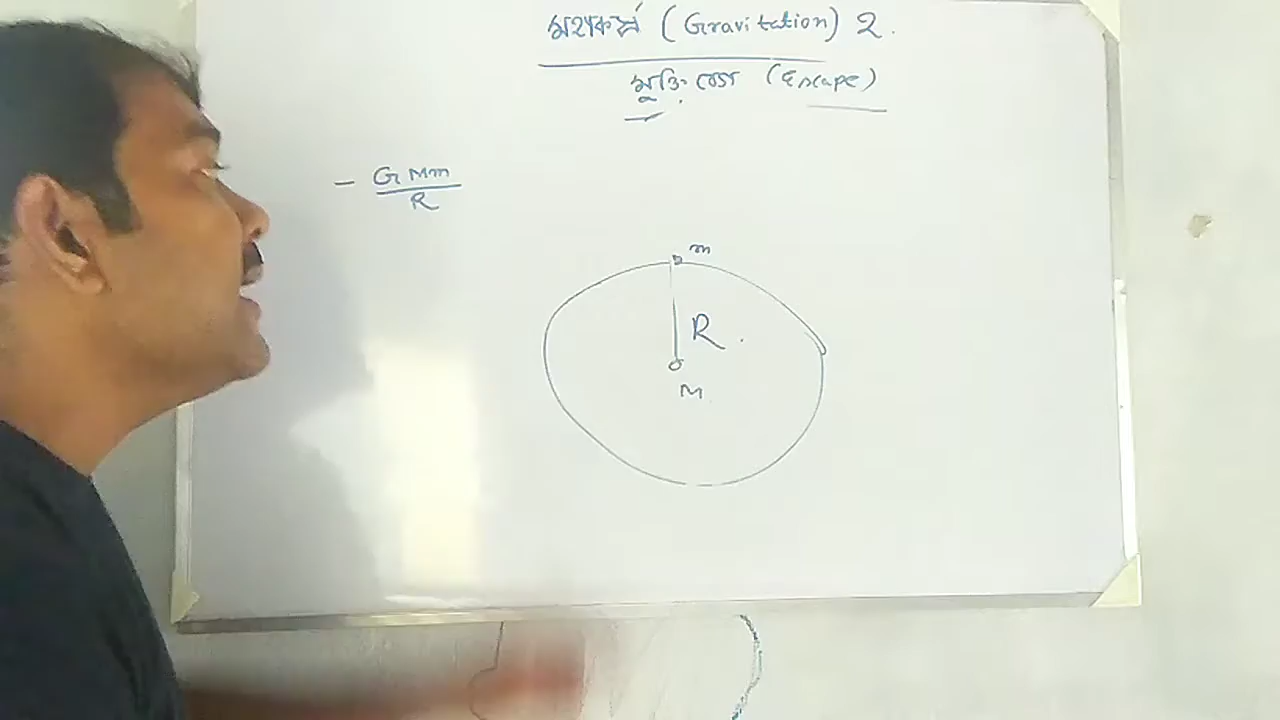 মহাকর্ষ (Gravitation) 2.
মুক্তি বেগ (Escape)
- GMm
R
m
R.
M